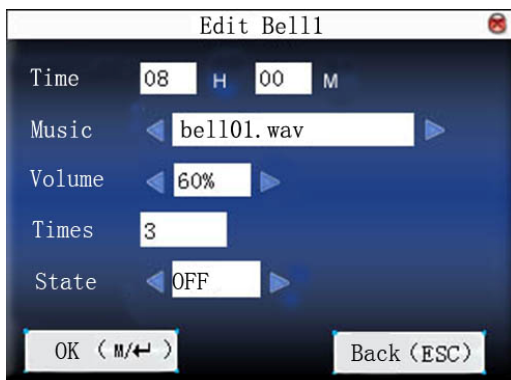 Edit Bell1
Time 08 H 00 M
Music bell01.wav
Volume 60%
Times 3
State OFF
OK (M/↵) Back(ESC)